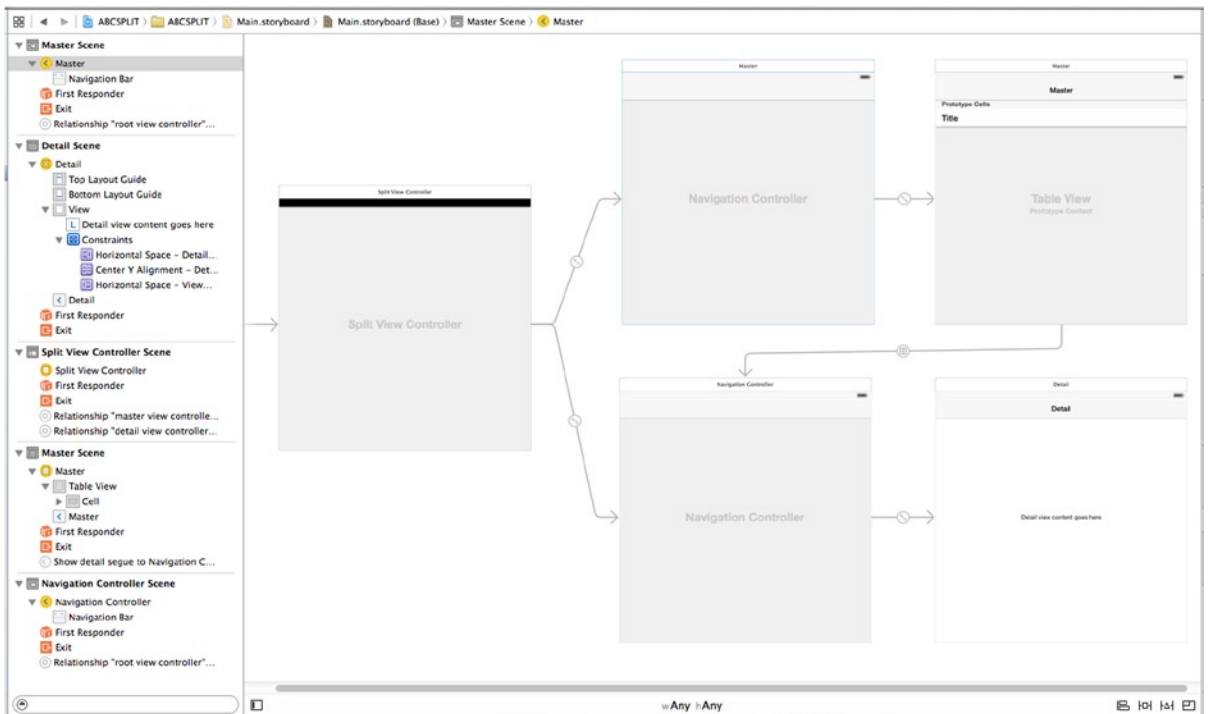 ABCSPLIT ABCSPLIT Main.storyboard Main.storyboard (Base) Master Scene Master
Master Scene
Master
Navigation Bar
First Responder
Exit
Relationship "root view controller"...
Detail Scene
Detail
Top Layout Guide
Bottom Layout Guide
View
L Detail view content goes here
Constraints
Horizontal Space - Detail...
Center Y Alignment - Det...
Horizontal Space - View...
Detail
First Responder
Exit
Split View Controller Scene
Split View Controller
First Responder
Exit
Relationship "master view controlle...
Relationship "detail view controller...
Master Scene
Master
Table View
Cell
Master
First Responder
Exit
Show detail segue to Navigation C...
Navigation Controller Scene
Navigation Controller
Navigation Bar
First Responder
Exit
Relationship "root view controller"...
Split View Controller
Split View Controller
Master
Navigation Controller
Master
Master
Prototype Cells
Title
Table View
Prototype Content
Navigation Controller
Navigation Controller
Detail
Detail
Detail view content goes here
wAny hAny